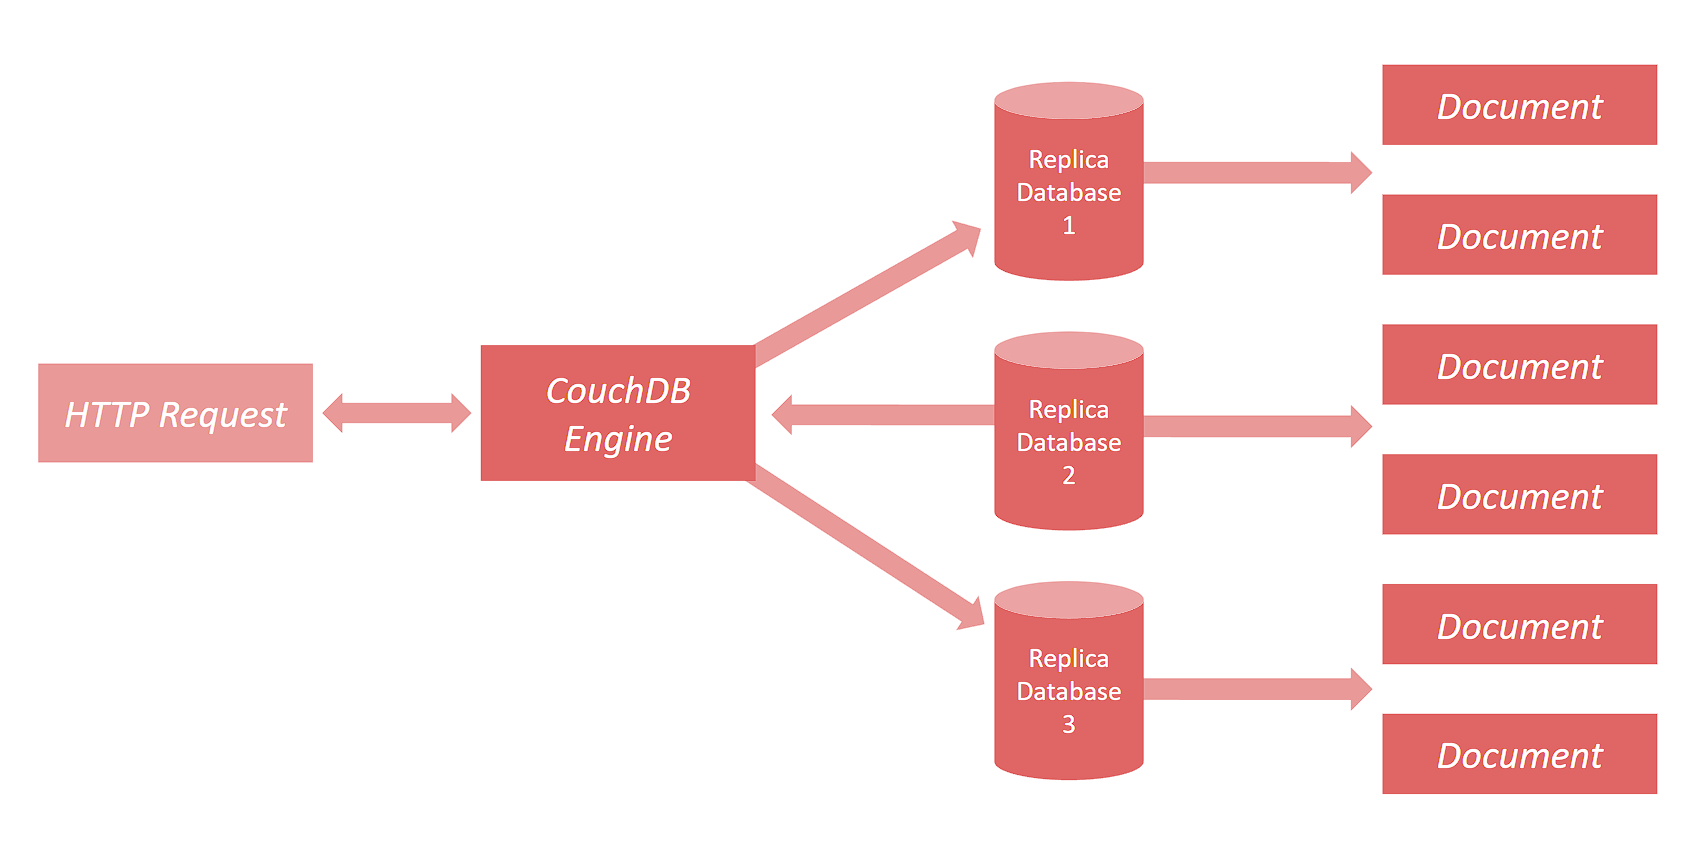 HTTP Request
CouchDB
Engine
Replica
Database
1
Replica
Database
2
Replica
Database
3
Document
Document
Document
Document
Document
Document